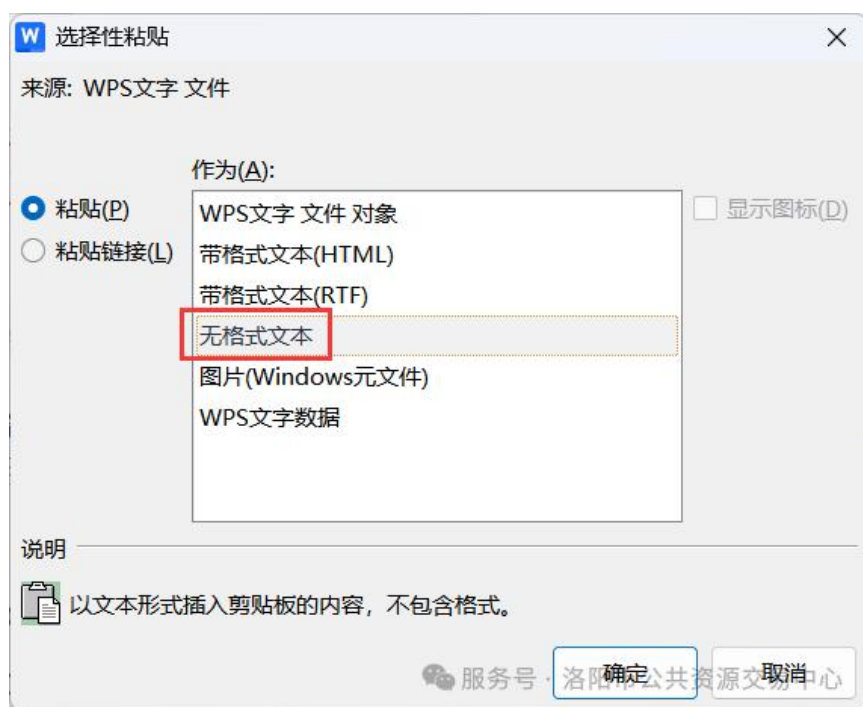 W 选择性粘贴
来源: WPS文字 文件
作为(A):
粘贴(P)
粘贴链接(L)
WPS文字 文件 对象
带格式文本(HTML)
带格式文本(RTF)
无格式文本
图片(Windows元文件)
WPS文字数据
显示图标(D)
说明
以文本形式插入剪贴板的内容，不包含格式。
确定
取消
服务号 · 洛阳市公共资源交易中心